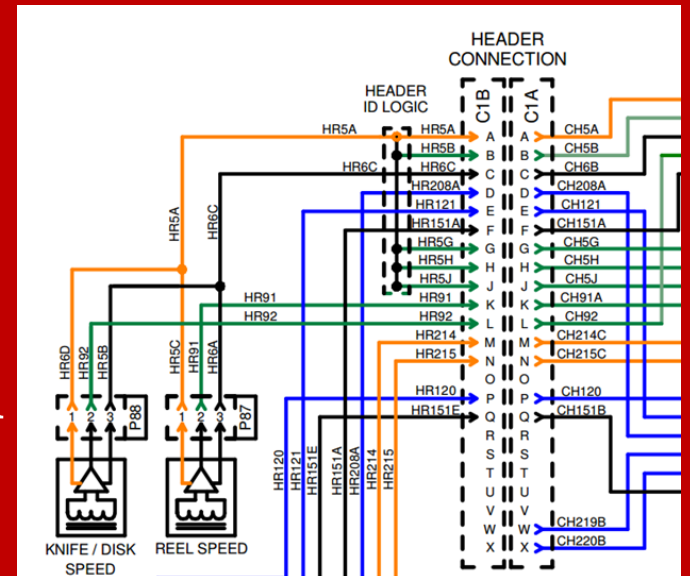 HEADER
CONNECTION
C1B C1A
HEADER
ID LOGIC
HR5A HR5A A A CH5A
HR5B B B CH5B
HR6C HR6C C C CH6B
HR208A D D CH208A
HR121 E E CH121
HR151A F F CH151A
HR5G G G CH5G
HR5H H H CH5H
HR5J J J CH5J
HR91 HR91 K K CH91A
HR92 HR92 L L CH92
HR214 M M CH214C
HR215 N N CH215C
O O
HR120 P P CH120
HR151E Q Q CH151B
R R
S S
T T
U U
V V
W W CH219B
X X CH220B
HR5A HR6C
HR6D HR92 HR5B HR5C HR91 HR6A
1 2 3 P88 1 2 3 P87
HR120 HR121 HR151E HR151A HR208A HR214 HR215
KNIFE / DISK
SPEED
REEL SPEED